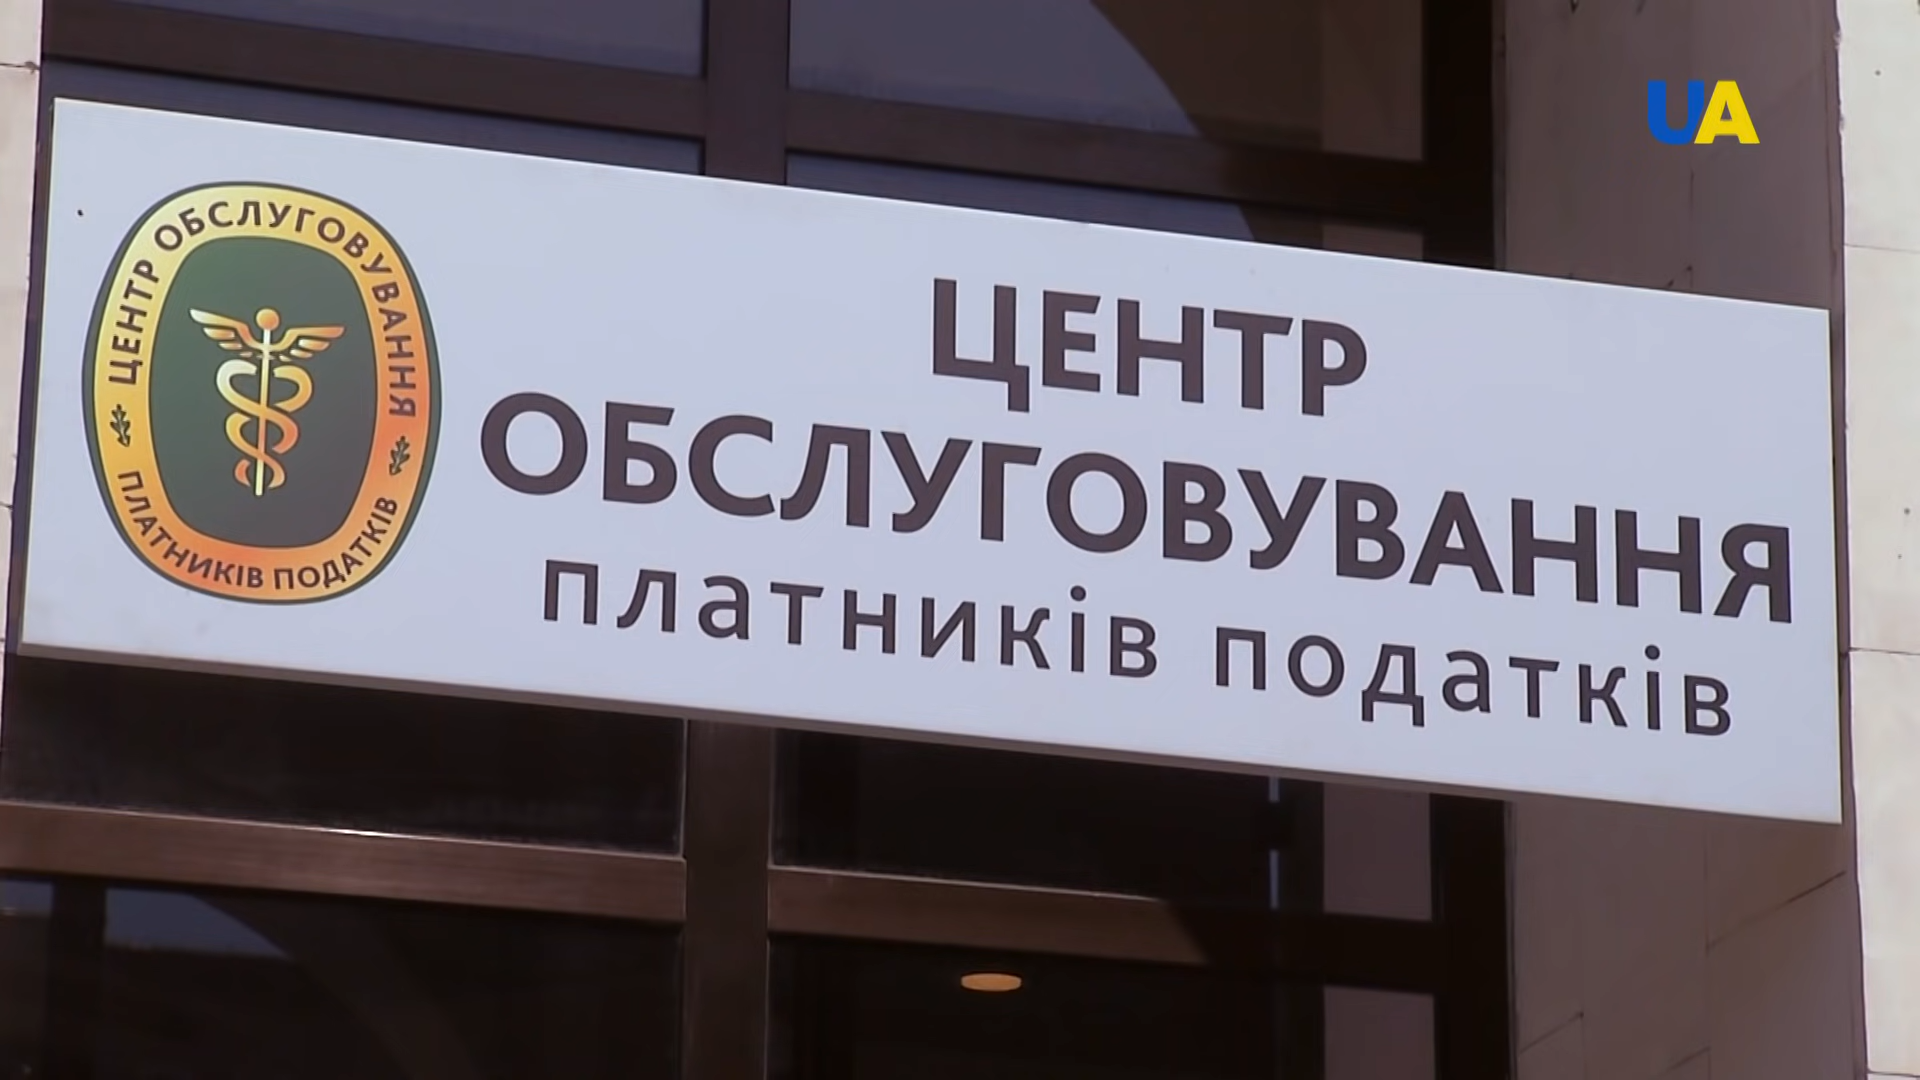 UA
ЦЕНТР ОБСЛУГОВУВАННЯ
ПЛАТНИКІВ ПОДАТКІВ
ЦЕНТР
ОБСЛУГОВУВАННЯ
платників податків